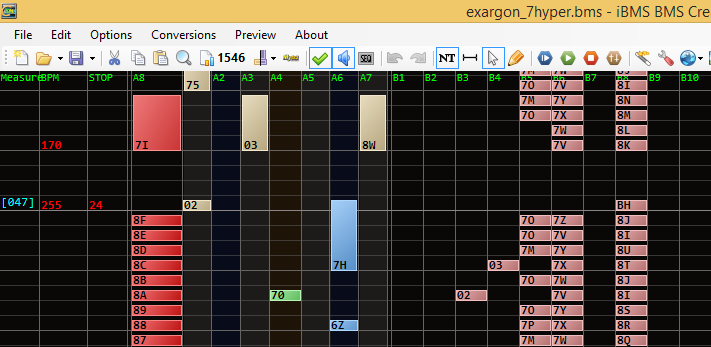 exargon_7hyper.bms - iBMS BMS Cre
File Edit Options Conversions Preview About
1546 NT
Measure BPM STOP A8 A2 A3 A4 A5 A6 A7 B1 B2 B3 B4 B5 B6 B7 B8 B9 B10
75
7O 7V 8I
7M 7Y 8N
7O 7X 8M
7W 8L
170 7I 03 8W 7V 8K
[047] 255 24 02 BH
8F 7O 7Z 8J
8E 7O 7V 8I
8D 7M 7Y 8U
8C 7H 03 7X 8T
8B 7O 7W 8J
8A 70 02 7V 8I
89 7O 7Y 8S
88 6Z 7P 7X 8R
87 7M 7W 8Q